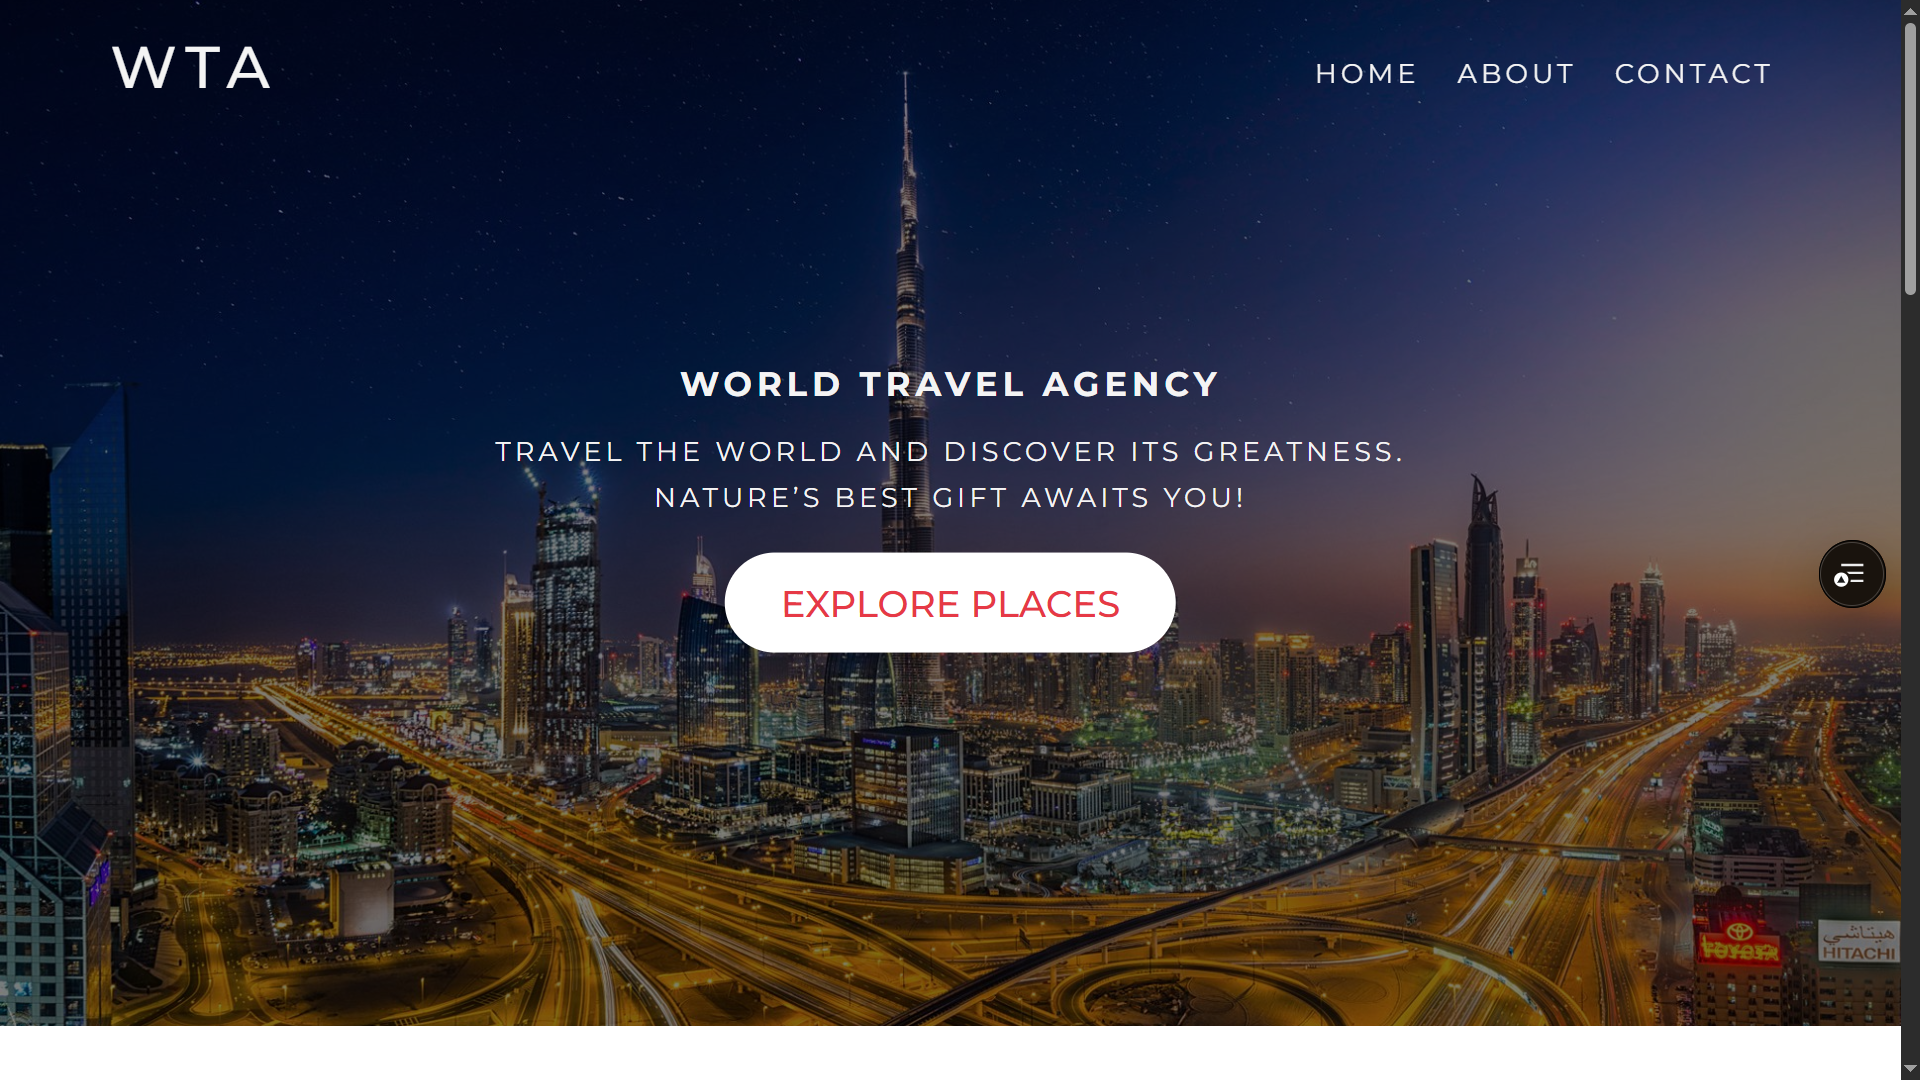 WTA
HOME ABOUT CONTACT
WORLD TRAVEL AGENCY
TRAVEL THE WORLD AND DISCOVER ITS GREATNESS.
NATURE’S BEST GIFT AWAITS YOU!
EXPLORE PLACES
هيتاشي
HITACHI